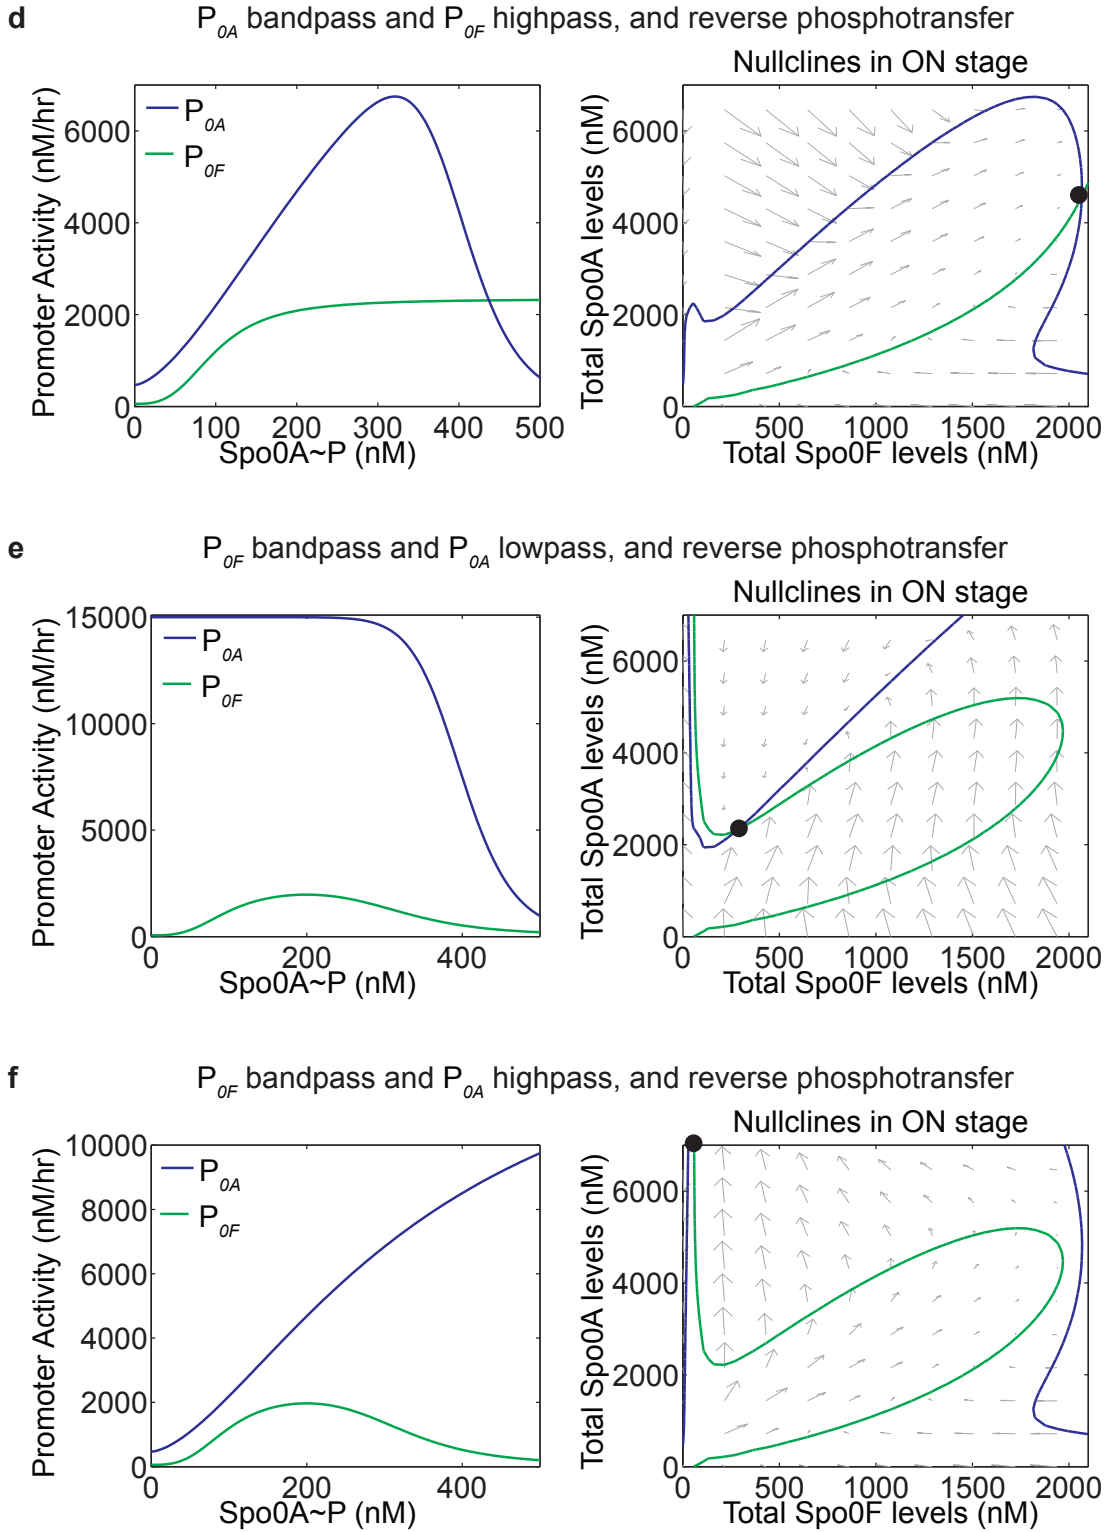 d
P0A bandpass and P0F highpass, and reverse phosphotransfer
Promoter Activity (nM/hr)
6000
4000
2000
0
P0A
P0F
0 100 200 300 400 500
Spo0A~P (nM)
Nullclines in ON stage
Total Spo0A levels (nM)
6000
4000
2000
0
0 500 1000 1500 2000
Total Spo0F levels (nM)
e
P0F bandpass and P0A lowpass, and reverse phosphotransfer
Promoter Activity (nM/hr)
15000
10000
5000
0
P0A
P0F
0 200 400
Spo0A~P (nM)
Nullclines in ON stage
Total Spo0A levels (nM)
6000
4000
2000
0
0 500 1000 1500 2000
Total Spo0F levels (nM)
f
P0F bandpass and P0A highpass, and reverse phosphotransfer
Promoter Activity (nM/hr)
10000
8000
6000
4000
2000
0
P0A
P0F
0 200 400
Spo0A~P (nM)
Nullclines in ON stage
Total Spo0A levels (nM)
6000
4000
2000
0
0 500 1000 1500 2000
Total Spo0F levels (nM)